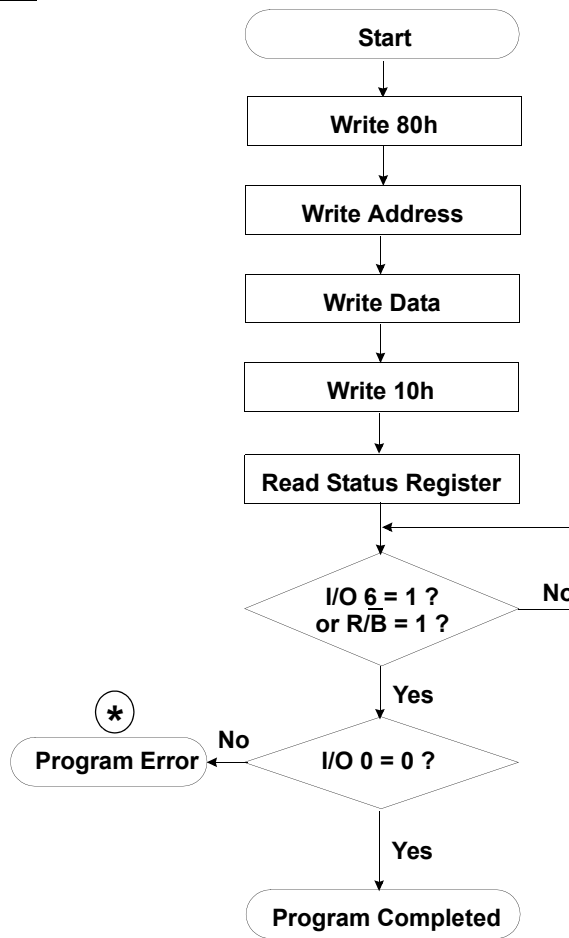 Start
Write 80h
Write Address
Write Data
Write 10h
Read Status Register
I/O 6 = 1 ?
or R/B̅ = 1 ?
No
Yes
*
Program Error
No
I/O 0 = 0 ?
Yes
Program Completed